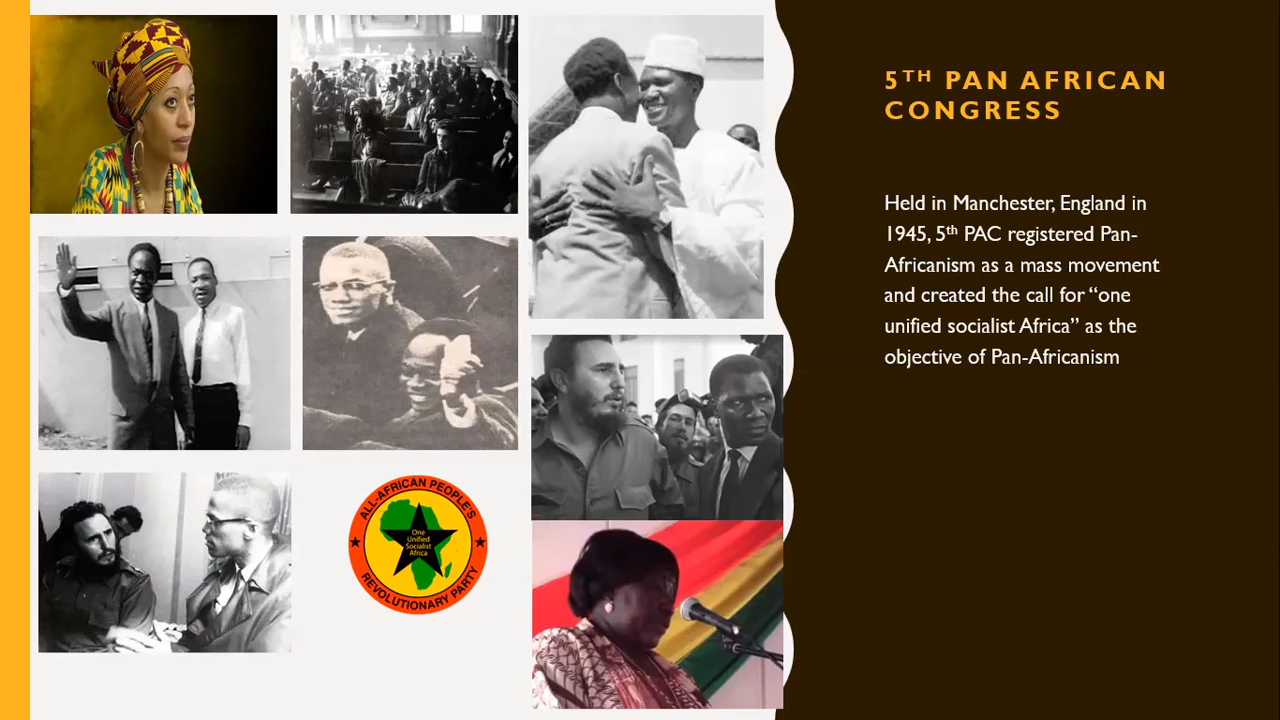 5TH PAN AFRICAN
CONGRESS
Held in Manchester, England in
1945, 5th PAC registered Pan-
Africanism as a mass movement
and created the call for “one
unified socialist Africa” as the
objective of Pan-Africanism
ALL-AFRICAN PEOPLE'S
One
Unified
Socialist
Africa
REVOLUTIONARY PARTY